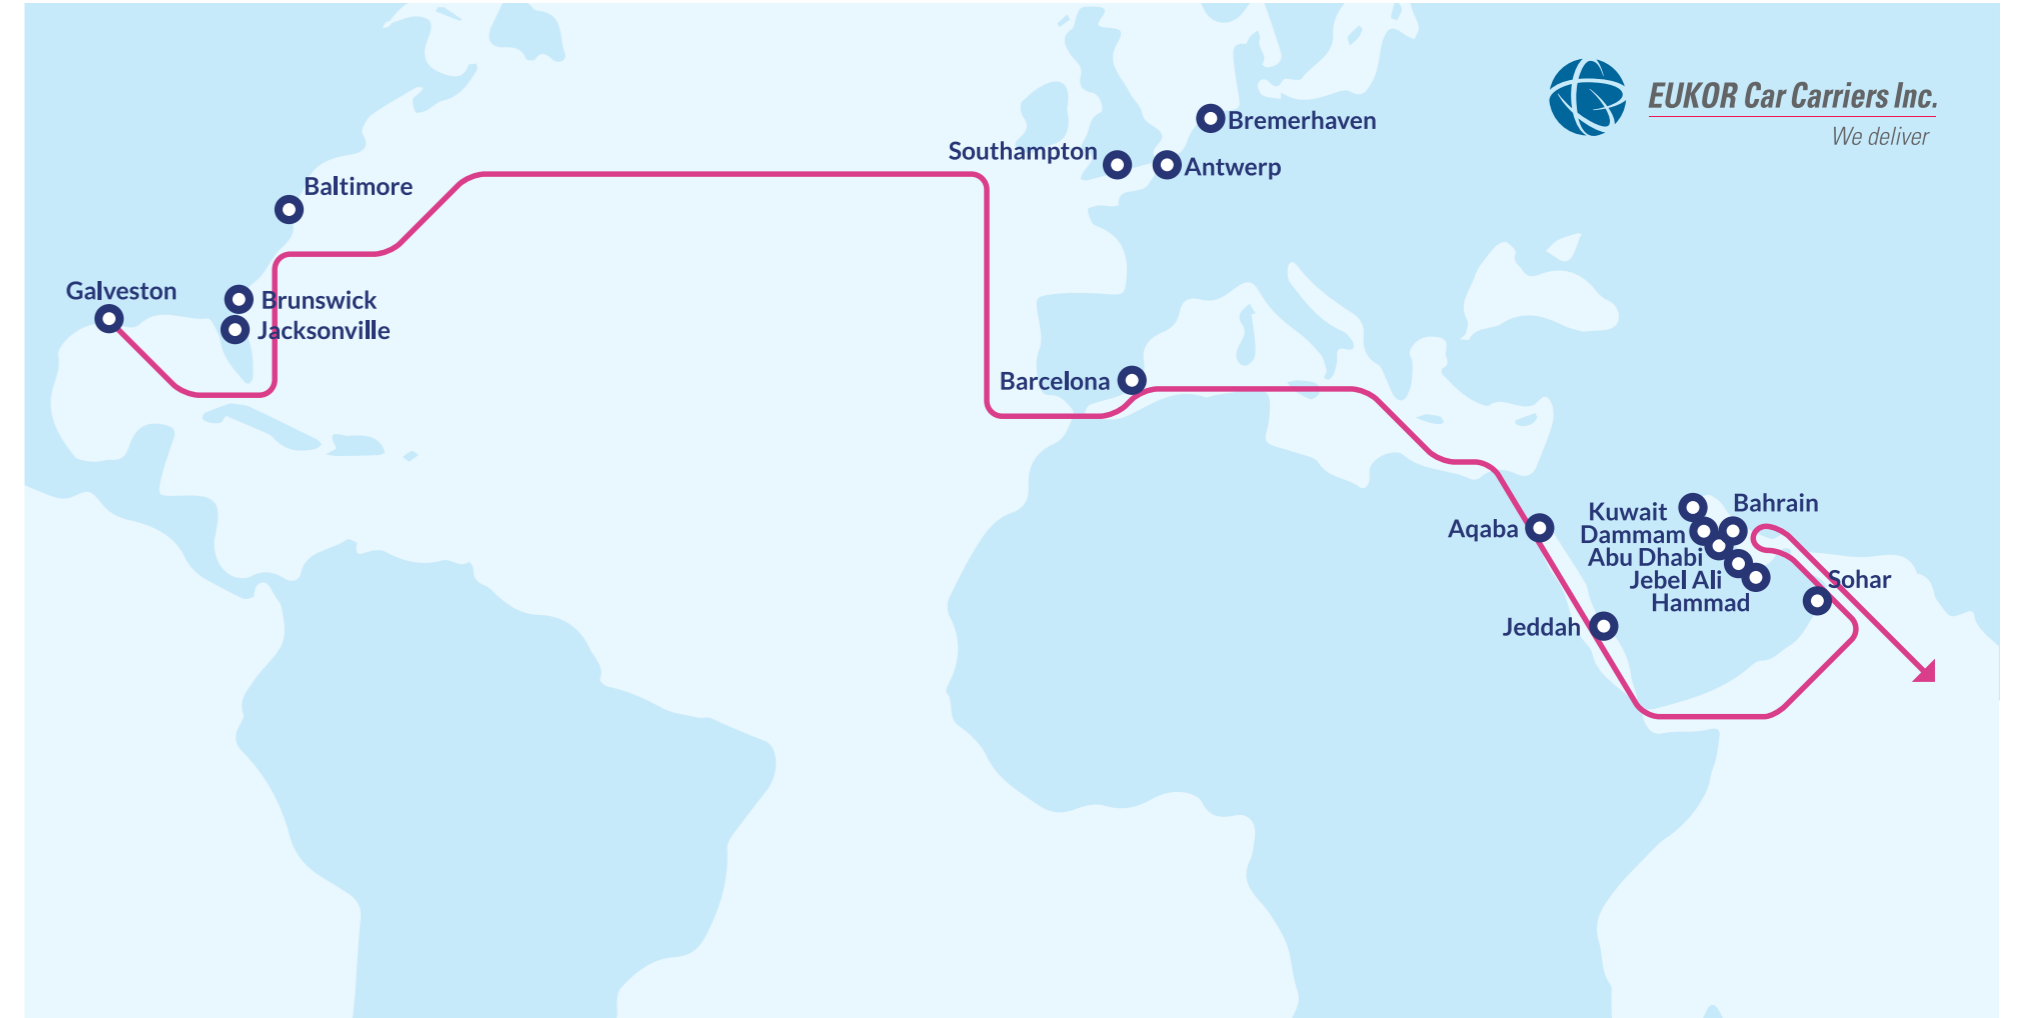 EUKOR Car Carriers Inc.
We deliver
Bremerhaven
Southampton
Antwerp
Baltimore
Galveston
Brunswick
Jacksonville
Barcelona
Kuwait
Bahrain
Aqaba
Dammam
Abu Dhabi
Jebel Ali
Sohar
Hammad
Jeddah